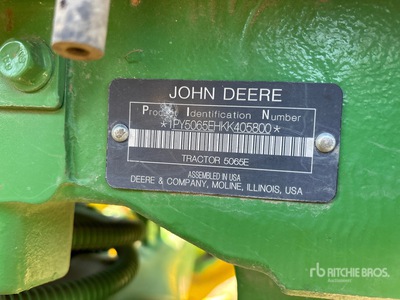 JOHN DEERE
Product Identification Number
*1PY5065EHKK405800*
TRACTOR 5065E
ASSEMBLED IN USA
DEERE & COMPANY, MOLINE, ILLINOIS, USA
rb RITCHIE BROS.